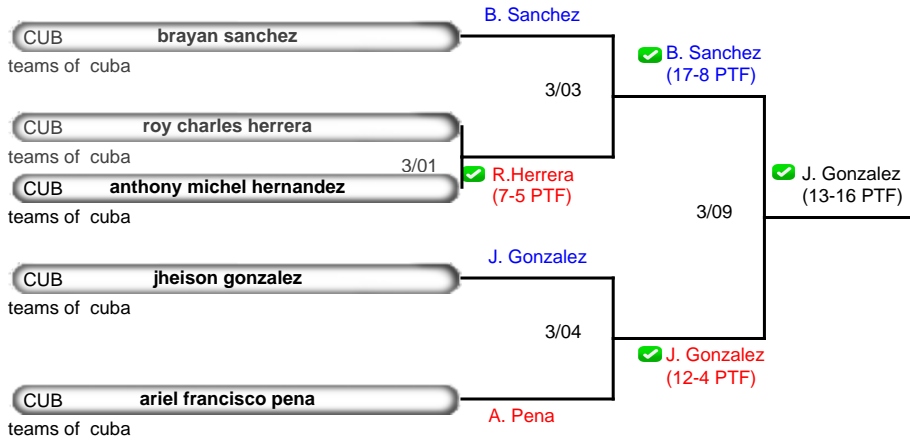 B. Sanchez
CUB brayan sanchez
teams of cuba
B. Sanchez
(17-8 PTF)
3/03
CUB roy charles herrera
teams of cuba
3/01
R.Herrera
(7-5 PTF)
CUB anthony michel hernandez
teams of cuba
J. Gonzalez
(13-16 PTF)
3/09
J. Gonzalez
CUB jheison gonzalez
teams of cuba
3/04
J. Gonzalez
(12-4 PTF)
CUB ariel francisco pena
A. Pena
teams of cuba